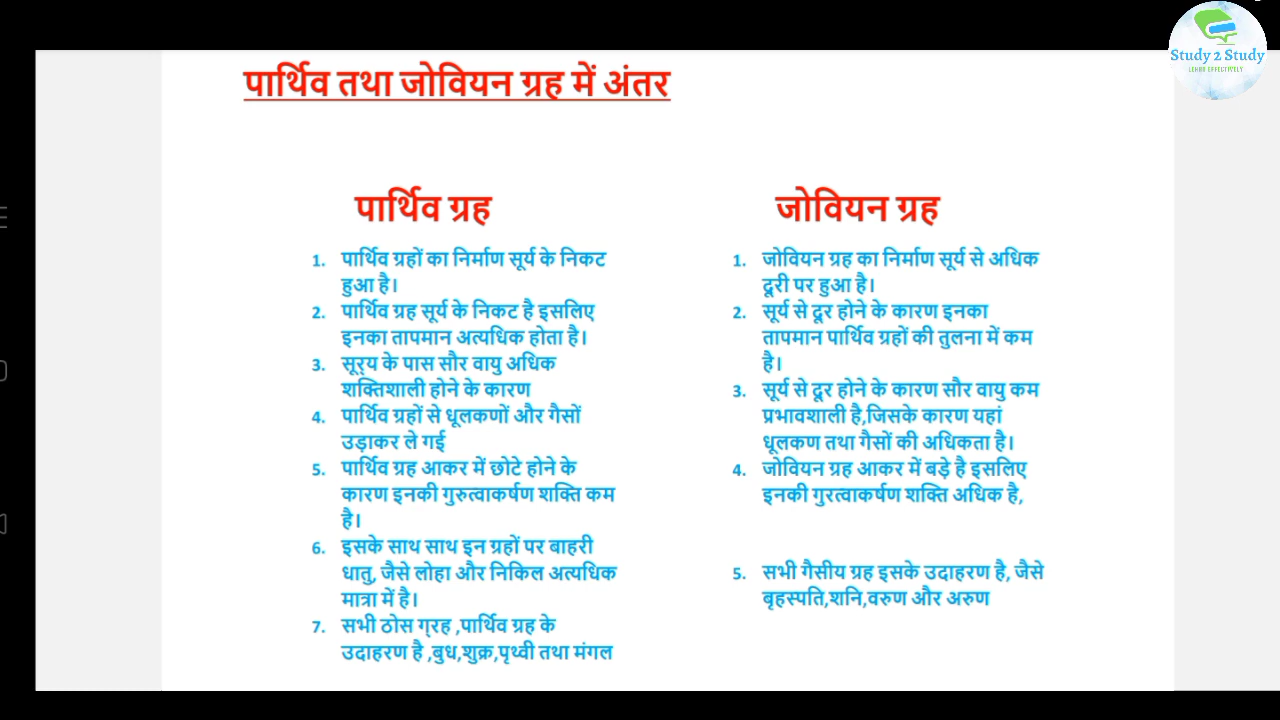 Study 2 Study
LEARN EFFECTIVELY
पार्थिव तथा जोवियन ग्रह में अंतर
पार्थिव ग्रह
1. पार्थिव ग्रहों का निर्माण सूर्य के निकट
हुआ है।
2. पार्थिव ग्रह सूर्य के निकट है इसलिए
इनका तापमान अत्यधिक होता है।
3. सूर्य के पास सौर वायु अधिक
शक्तिशाली होने के कारण
4. पार्थिव ग्रहों से धूलकणों और गैसों
उड़ाकर ले गई
5. पार्थिव ग्रह आकर में छोटे होने के
कारण इनकी गुरुत्वाकर्षण शक्ति कम
है।
6. इसके साथ साथ इन ग्रहों पर बाहरी
धातु, जैसे लोहा और निकिल अत्यधिक
मात्रा में है।
7. सभी ठोस ग्रह ,पार्थिव ग्रह के
उदाहरण है ,बुध,शुक्र,पृथ्वी तथा मंगल
जोवियन ग्रह
1. जोवियन ग्रह का निर्माण सूर्य से अधिक
दूरी पर हुआ है।
2. सूर्य से दूर होने के कारण इनका
तापमान पार्थिव ग्रहों की तुलना में कम
है।
3. सूर्य से दूर होने के कारण सौर वायु कम
प्रभावशाली है,जिसके कारण यहां
धूलकण तथा गैसों की अधिकता है।
4. जोवियन ग्रह आकर में बड़े है इसलिए
इनकी गुरत्वाकर्षण शक्ति अधिक है,
5. सभी गैसीय ग्रह इसके उदाहरण है, जैसे
बृहस्पति,शनि,वरुण और अरुण